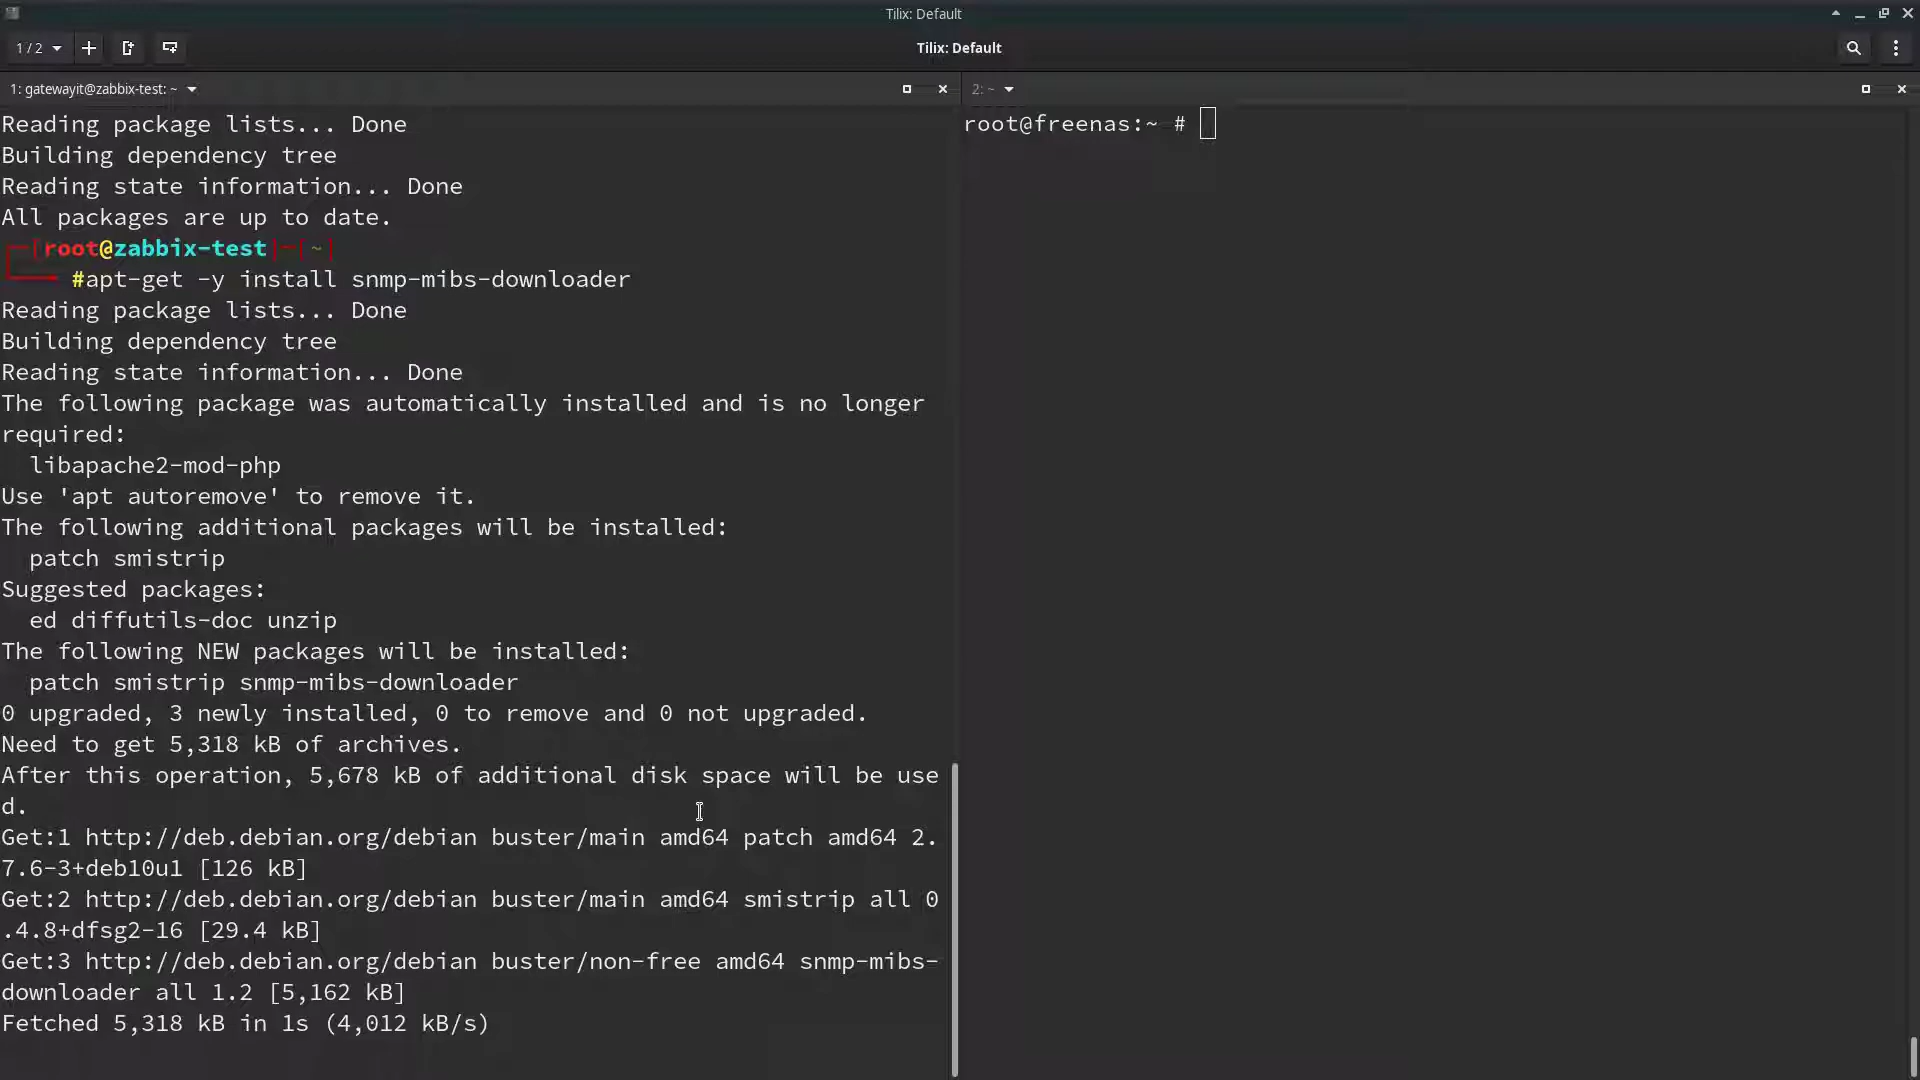 Tilix: Default
1 / 2
Tilix: Default
1: gatewayit@zabbix-test: ~
Reading package lists... Done
Building dependency tree
Reading state information... Done
All packages are up to date.
[root@zabbix-test]-[~]
#apt-get -y install snmp-mibs-downloader
Reading package lists... Done
Building dependency tree
Reading state information... Done
The following package was automatically installed and is no longer
required:
libapache2-mod-php
Use 'apt autoremove' to remove it.
The following additional packages will be installed:
patch smistrip
Suggested packages:
ed diffutils-doc unzip
The following NEW packages will be installed:
patch smistrip snmp-mibs-downloader
0 upgraded, 3 newly installed, 0 to remove and 0 not upgraded.
Need to get 5,318 kB of archives.
After this operation, 5,678 kB of additional disk space will be use
d.
Get:1 http://deb.debian.org/debian buster/main amd64 patch amd64 2.
7.6-3+deb10u1 [126 kB]
Get:2 http://deb.debian.org/debian buster/main amd64 smistrip all 0
.4.8+dfsg2-16 [29.4 kB]
Get:3 http://deb.debian.org/debian buster/non-free amd64 snmp-mibs-
downloader all 1.2 [5,162 kB]
Fetched 5,318 kB in 1s (4,012 kB/s)
2: ~
root@freenas:~ #